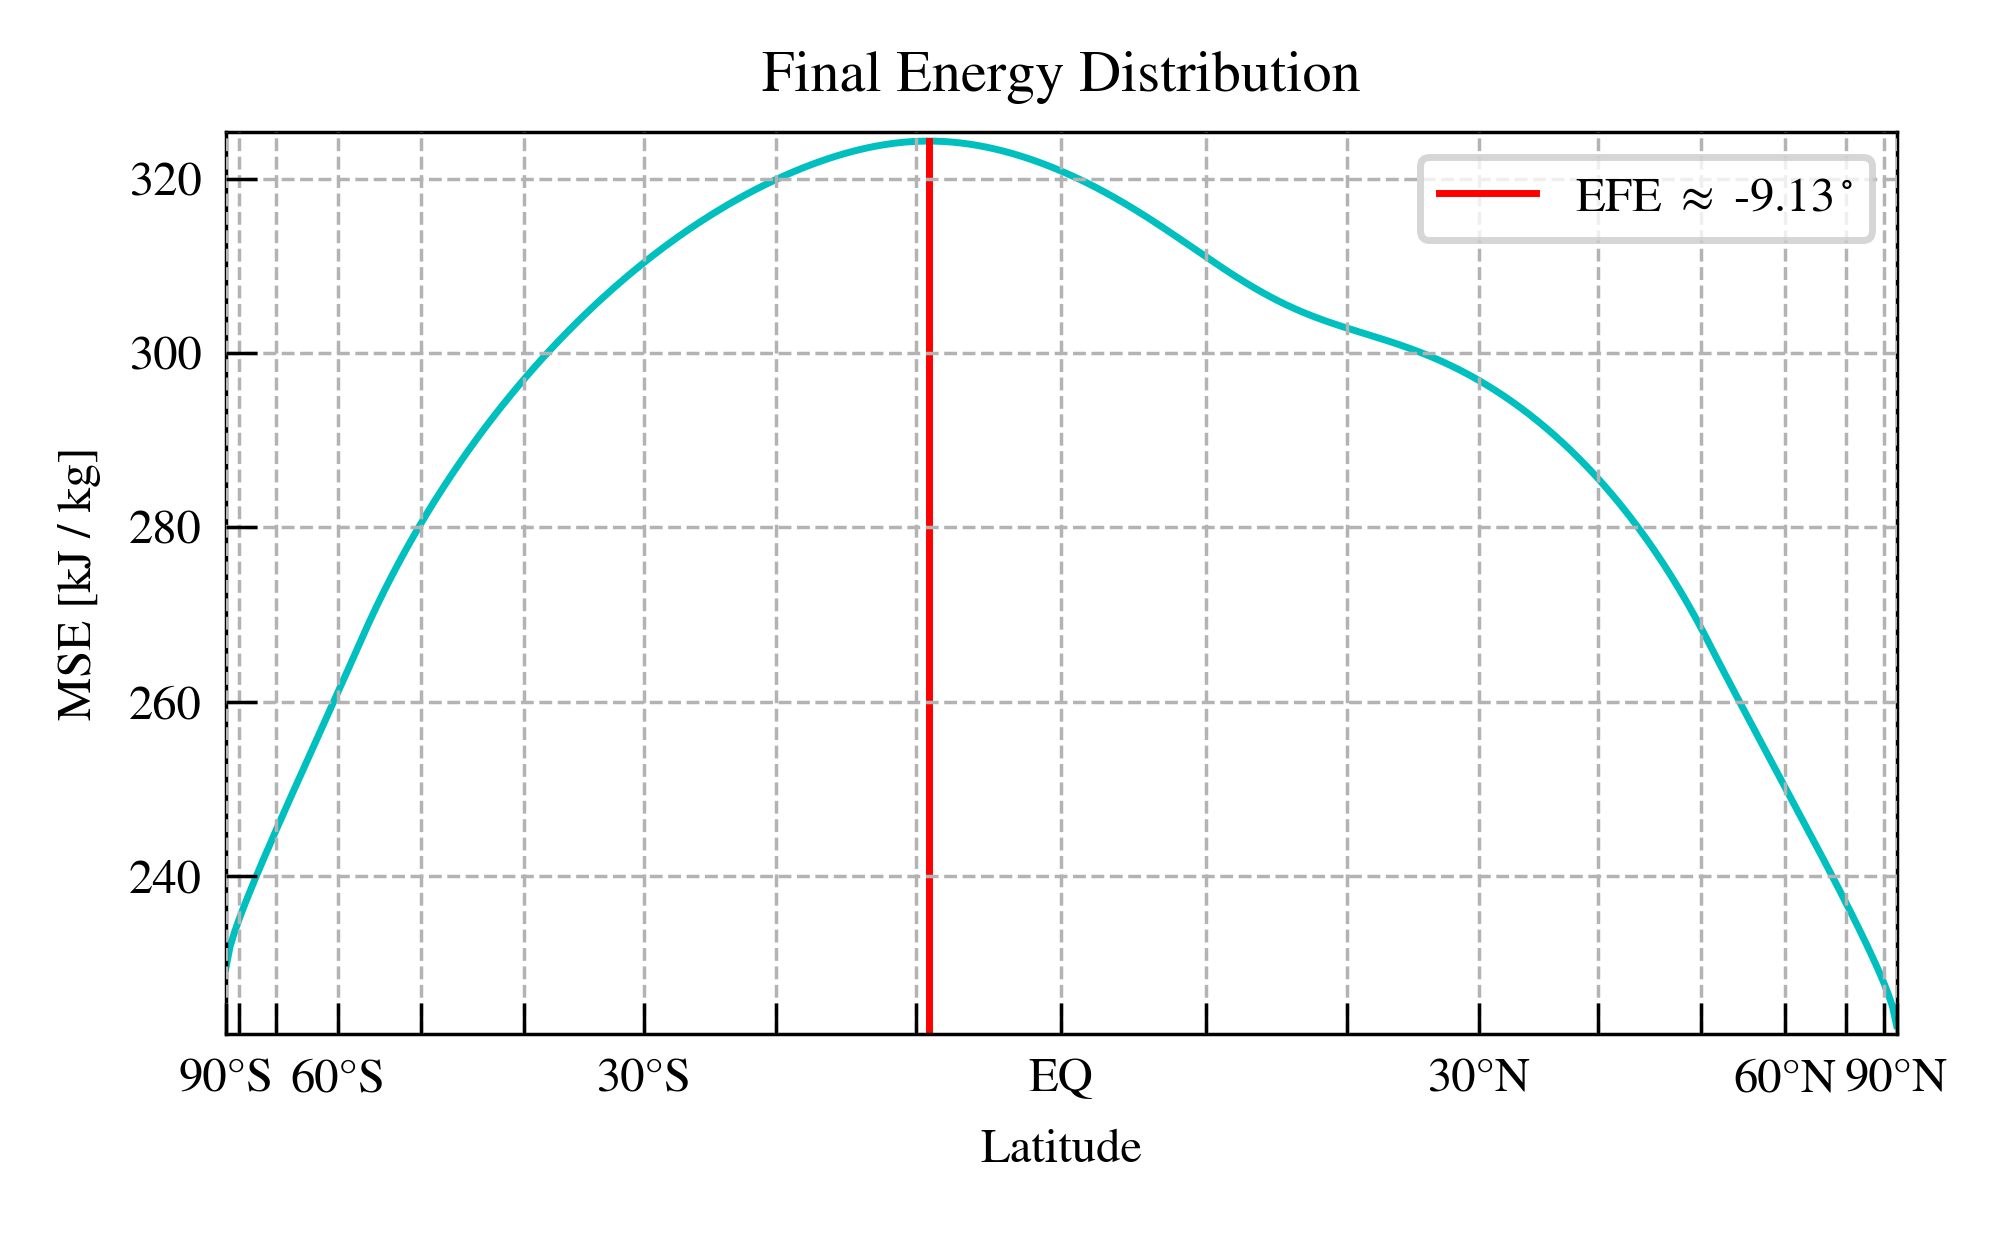 Final Energy Distribution
EFE ≈ -9.13°
MSE [kJ / kg]
320
300
280
260
240
90°S 60°S 30°S EQ 30°N 60°N 90°N
Latitude